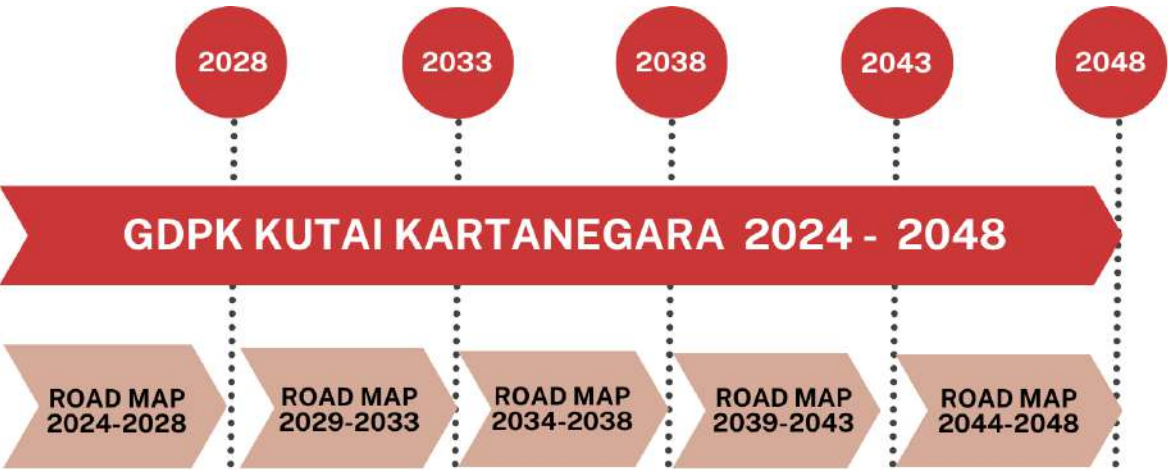 2028
2033
2038
2043
2048
GDPK KUTAI KARTANEGARA 2024 - 2048
ROAD MAP
2024-2028
ROAD MAP
2029-2033
ROAD MAP
2034-2038
ROAD MAP
2039-2043
ROAD MAP
2044-2048